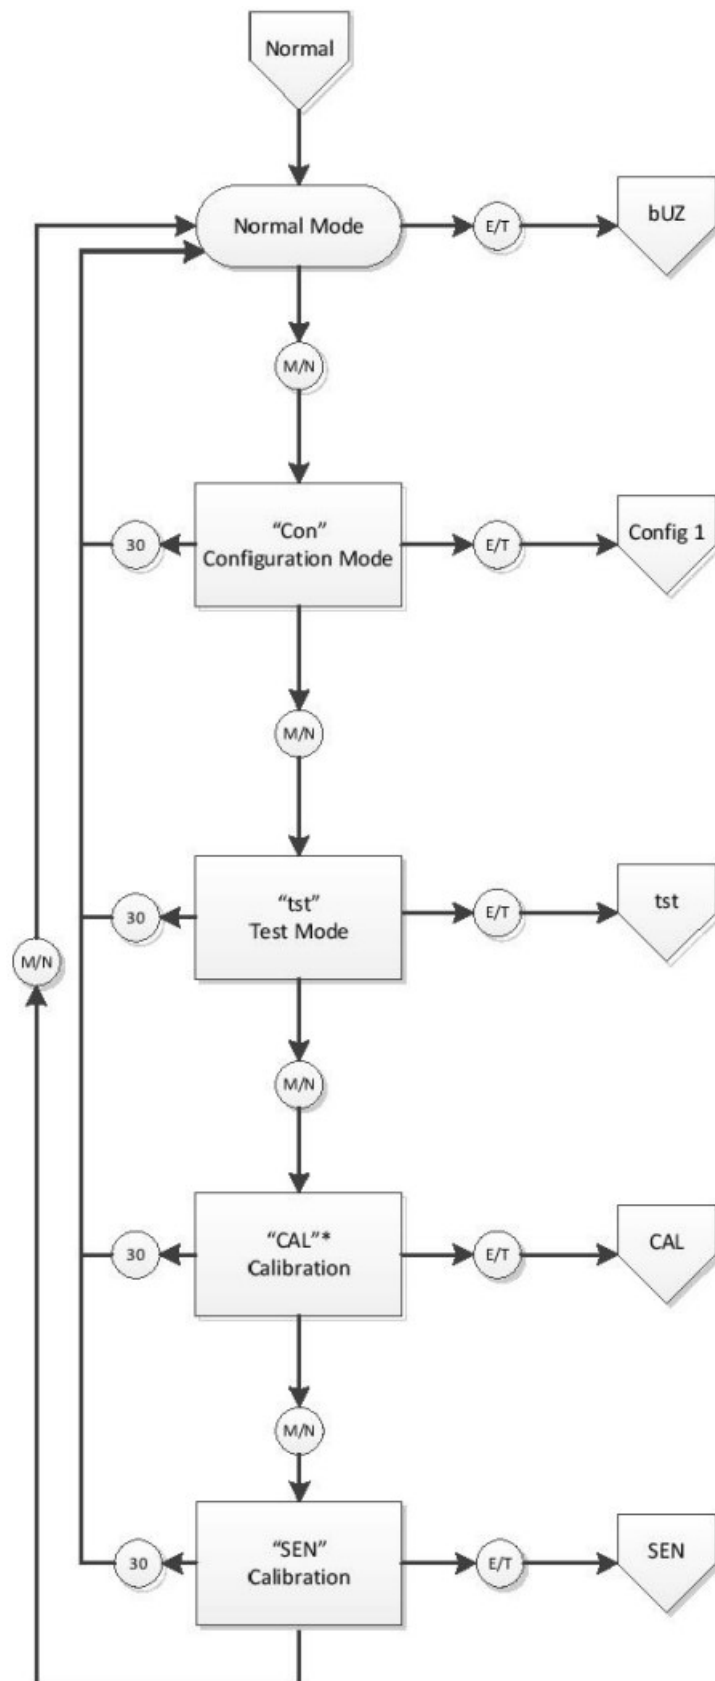 Normal
Normal Mode
E/T
bUZ
M/N
30
“Con”
Configuration Mode
E/T
Config 1
M/N
30
“tst”
Test Mode
E/T
tst
M/N
M/N
30
“CAL”*
Calibration
E/T
CAL
M/N
30
“SEN”
Calibration
E/T
SEN